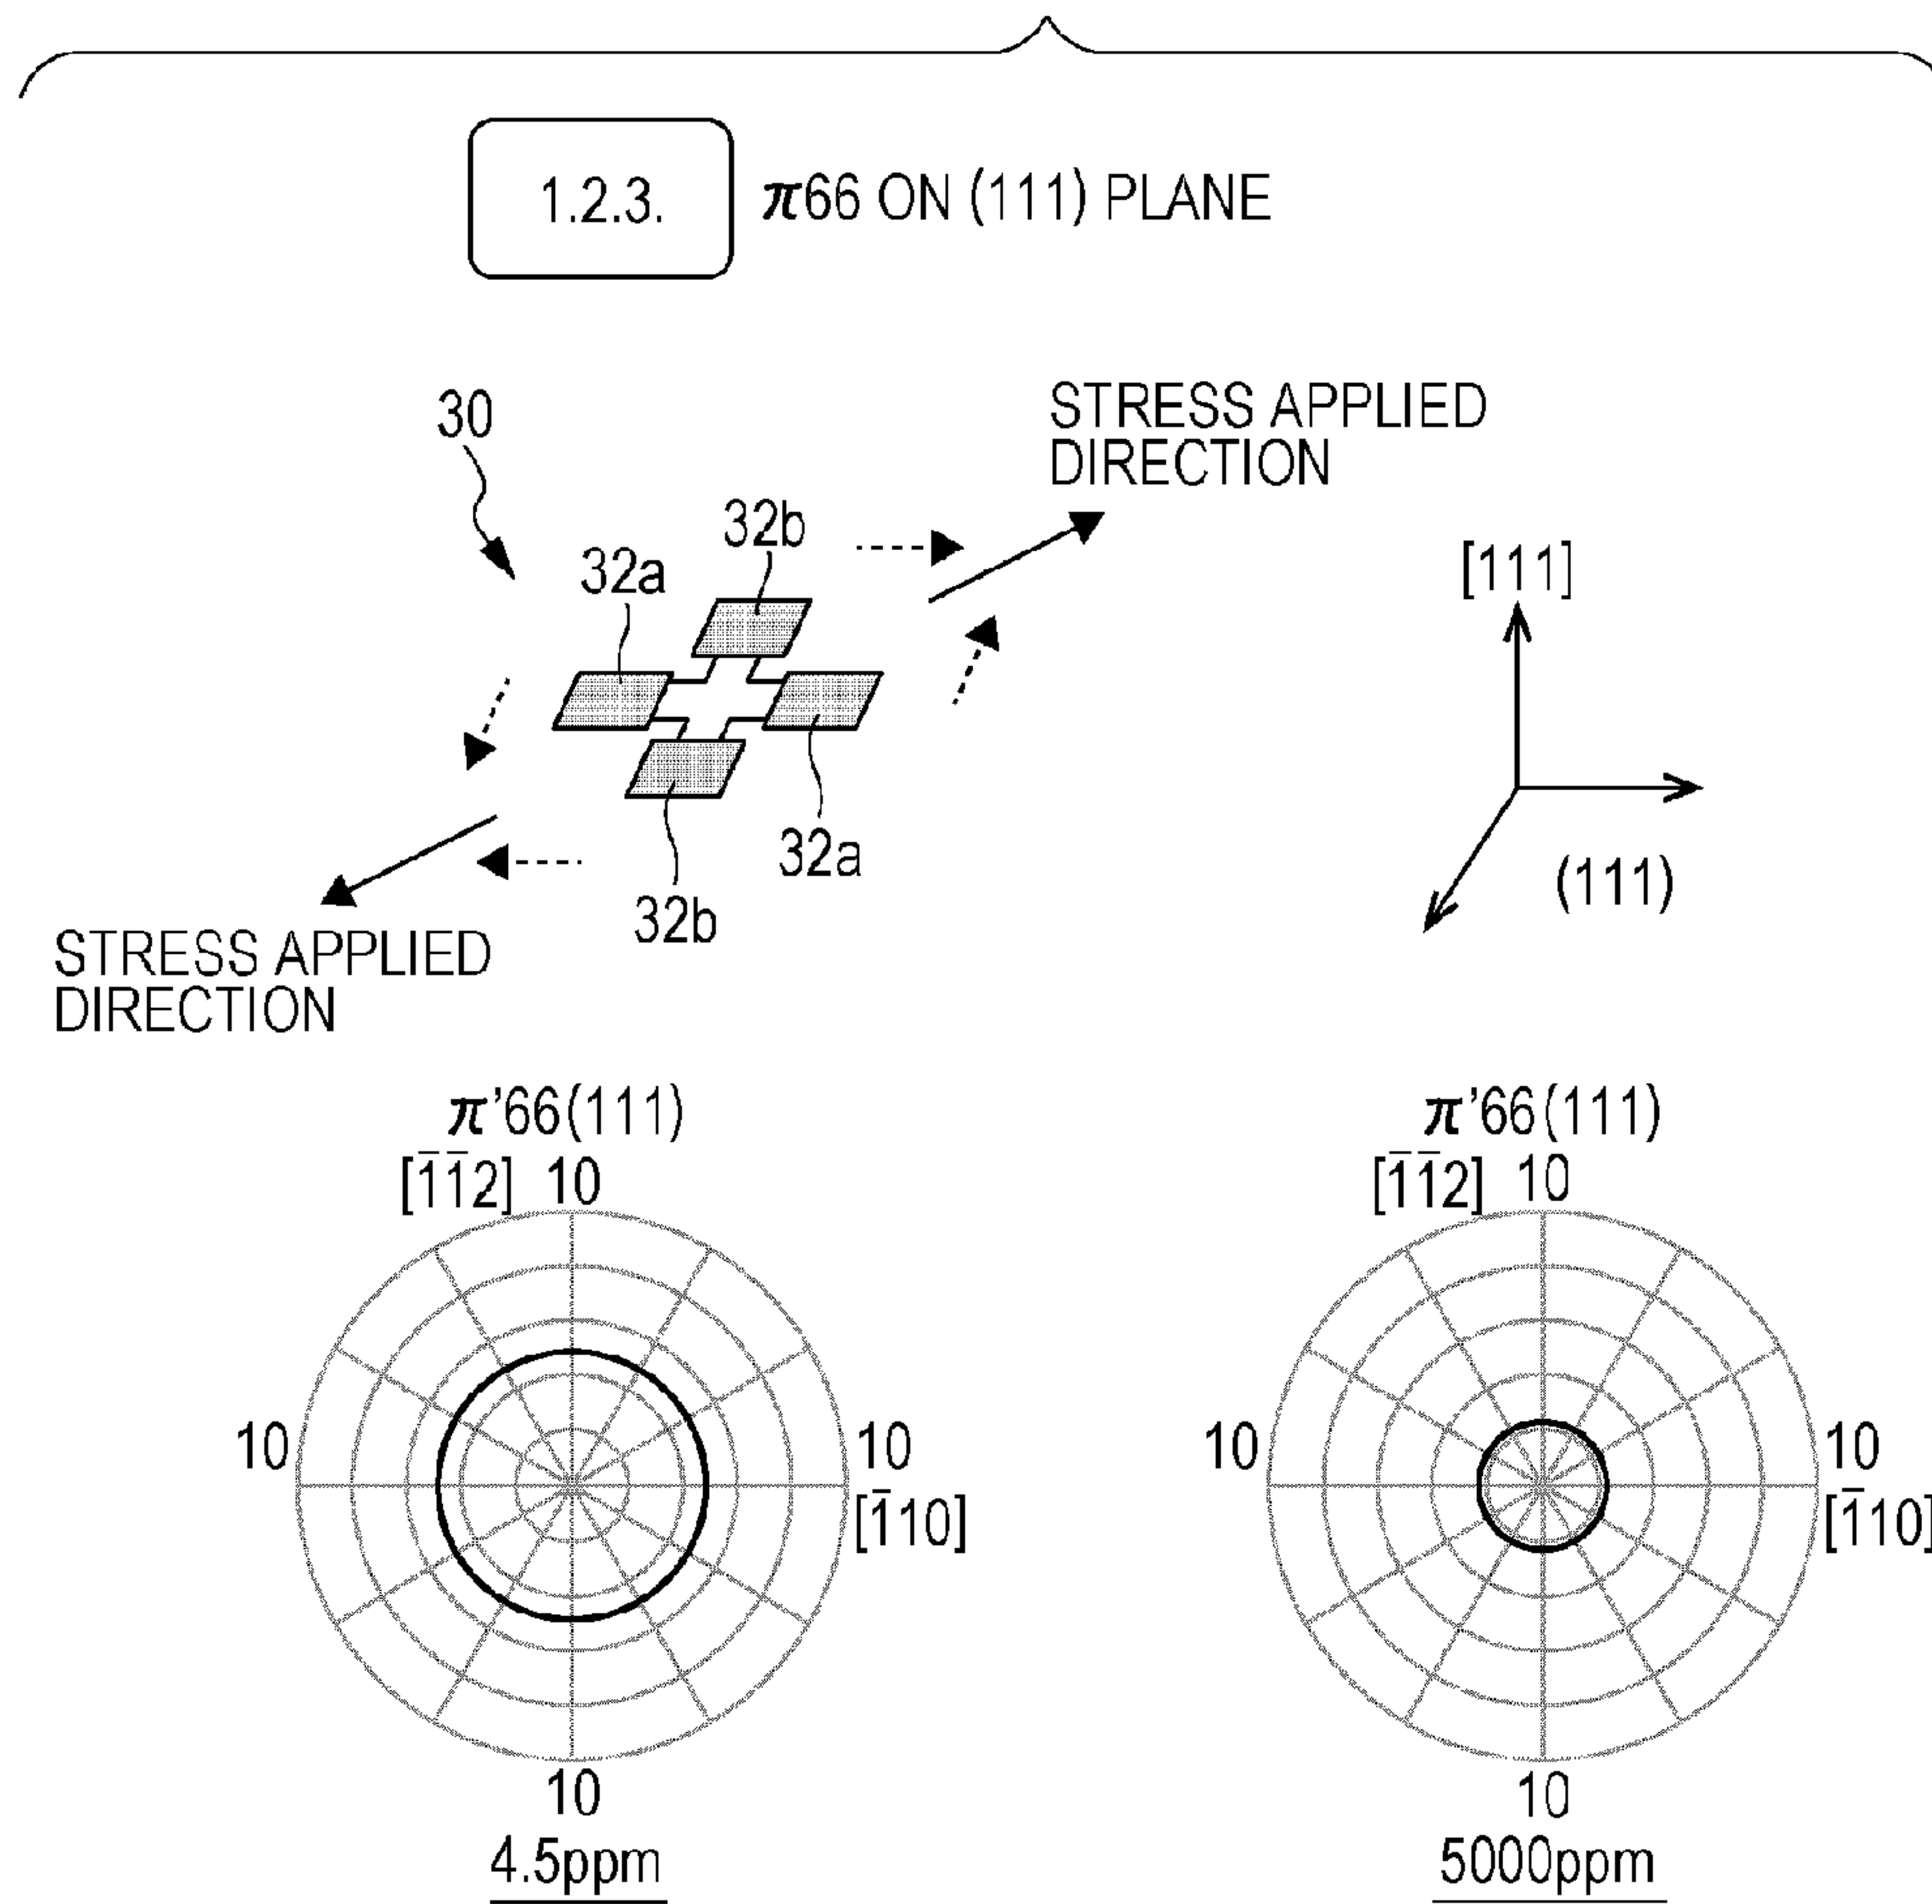 1.2.3. π66 ON (111) PLANE
STRESS APPLIED
DIRECTION
30
32b
32a
[111]
(111)
32a
32b
STRESS APPLIED
DIRECTION
π'66(111)
[1̅1̅2] 10
10
10
[1̅10]
10
4.5ppm
π'66(111)
[1̅1̅2] 10
10
10
[1̅10]
10
5000ppm